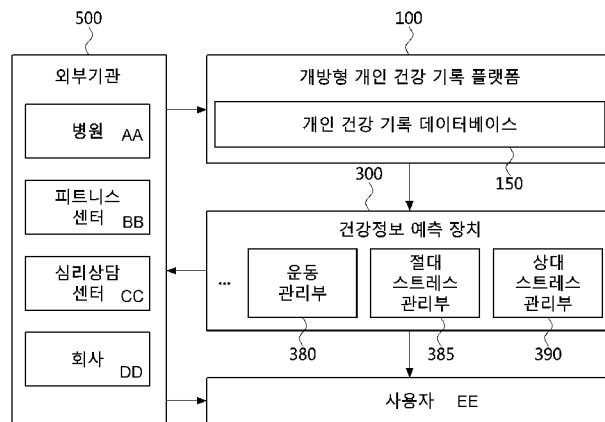 500
외부기관
병원 AA
피트니스
센터 BB
심리상담
센터 CC
회사 DD
100
개방형 개인 건강 기록 플랫폼
개인 건강 기록 데이터베이스
150
300
건강정보 예측 장치
...
운동
관리부
380
절대
스트레스
관리부
385
상대
스트레스
관리부
390
사용자 EE